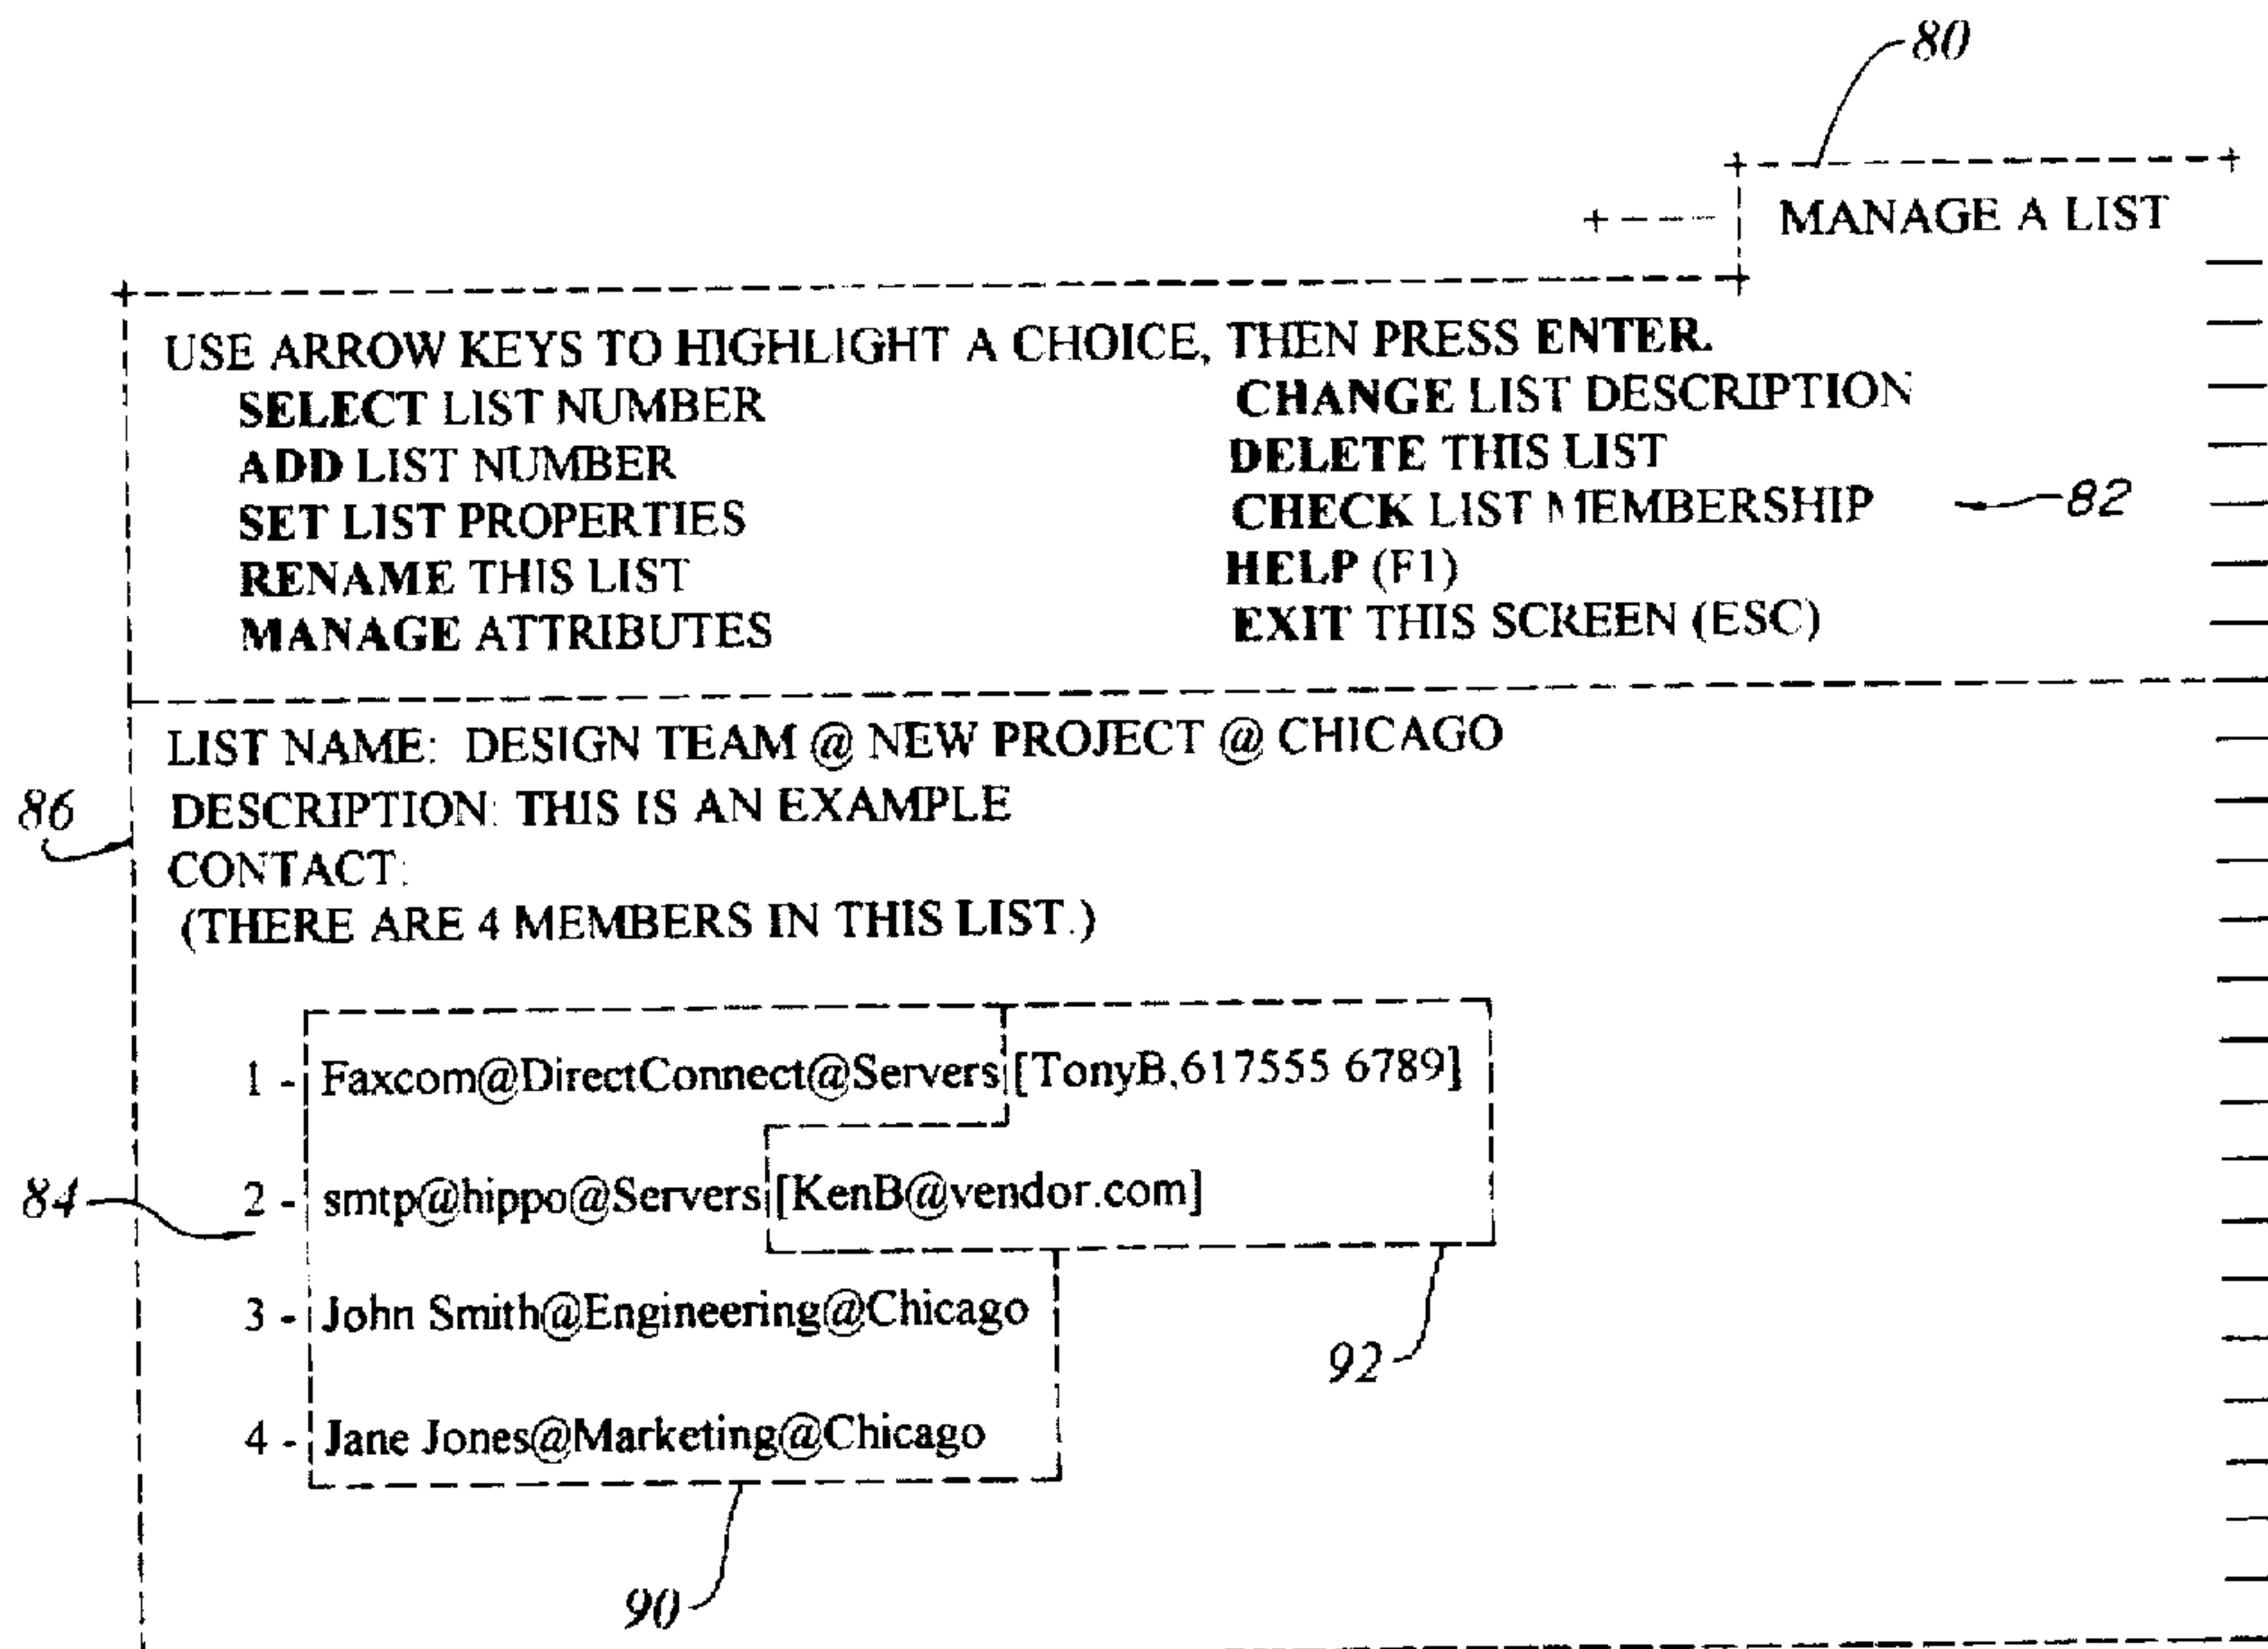 80
MANAGE A LIST
USE ARROW KEYS TO HIGHLIGHT A CHOICE, THEN PRESS ENTER.
SELECT LIST NUMBER
CHANGE LIST DESCRIPTION
ADD LIST NUMBER
DELETE THIS LIST
SET LIST PROPERTIES
CHECK LIST MEMBERSHIP
82
RENAME THIS LIST
HELP (F1)
MANAGE ATTRIBUTES
EXIT THIS SCREEN (ESC)
LIST NAME: DESIGN TEAM @ NEW PROJECT @ CHICAGO
86
DESCRIPTION: THIS IS AN EXAMPLE
CONTACT:
(THERE ARE 4 MEMBERS IN THIS LIST.)
1 - Faxcom@DirectConnect@Servers [TonyB,617555 6789]
84
2 - smtp@hippo@Servers [KenB@vendor.com]
3 - John Smith@Engineering@Chicago
92
4 - Jane Jones@Marketing@Chicago
90